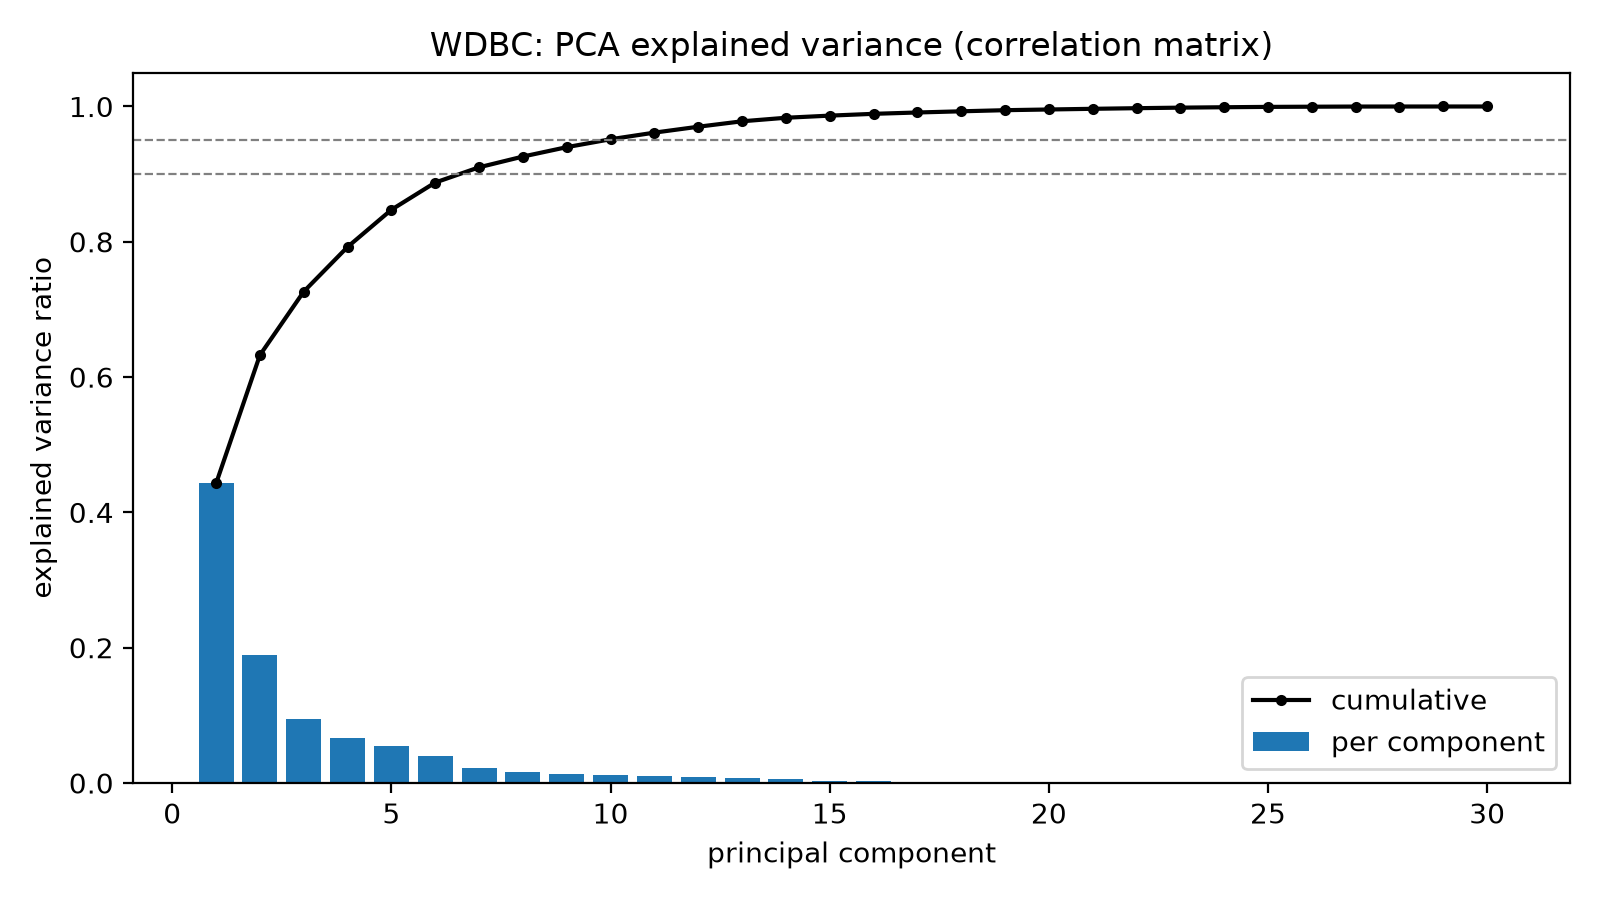 WDBC: PCA explained variance (correlation matrix)
explained variance ratio
1.0
0.8
0.6
0.4
0.2
0.0
cumulative
per component
0 5 10 15 20 25 30
principal component